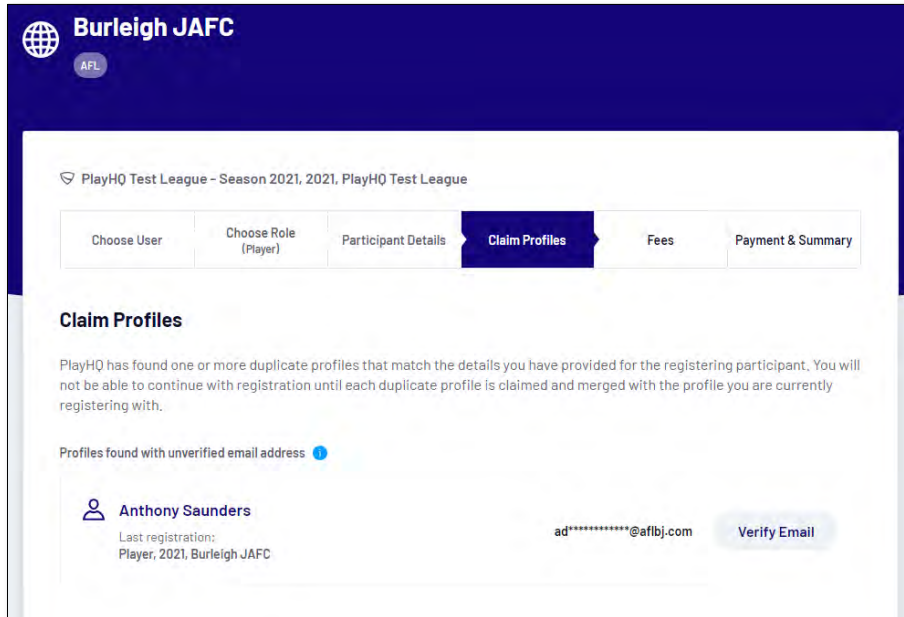 Burleigh JAFC
AFL
PlayHQ Test League - Season 2021, 2021, PlayHQ Test League
Choose User
Choose Role
(Player)
Participant Details
Claim Profiles
Fees
Payment & Summary
Claim Profiles
PlayHQ has found one or more duplicate profiles that match the details you have provided for the registering participant. You will
not be able to continue with registration until each duplicate profile is claimed and merged with the profile you are currently
registering with.
Profiles found with unverified email address i
Anthony Saunders
Last registration:
Player, 2021, Burleigh JAFC
ad************@aflbj.com
Verify Email